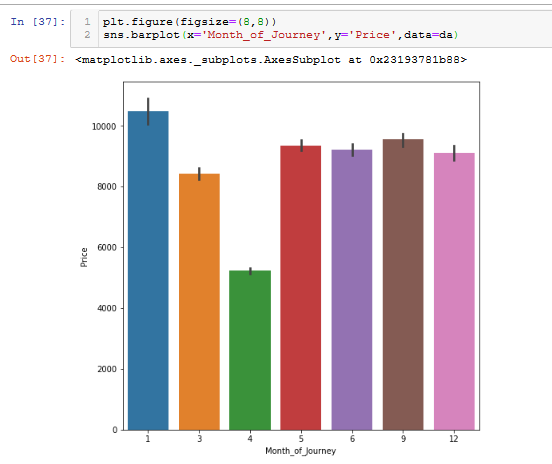 In [37]:
1 plt.figure(figsize=(8,8))
2 sns.barplot(x='Month_of_Journey',y='Price',data=da)
Out[37]: <matplotlib.axes._subplots.AxesSubplot at 0x23193781b88>
10000
8000
6000
4000
2000
0
Price
1 3 4 5 6 9 12
Month_of_Journey